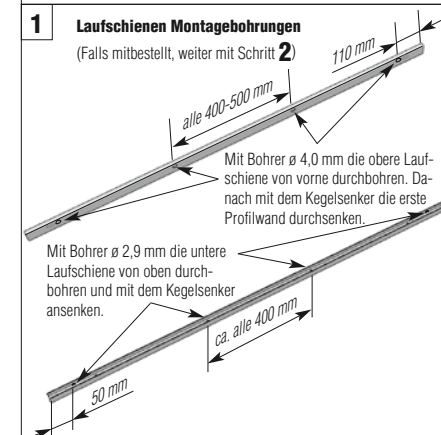 1
Laufschienen Montagebohrungen
(Falls mitbestellt, weiter mit Schritt 2)
110 mm
alle 400-500 mm
Mit Bohrer ø 4,0 mm die obere Lauf-
schiene von vorne durchbohren. Da-
nach mit dem Kegelsenker die erste
Profilwand durchsenken.
Mit Bohrer ø 2,9 mm die untere
Laufschiene von oben durch-
bohren und mit dem Kegelsenker
ansenken.
ca. alle 400 mm
50 mm